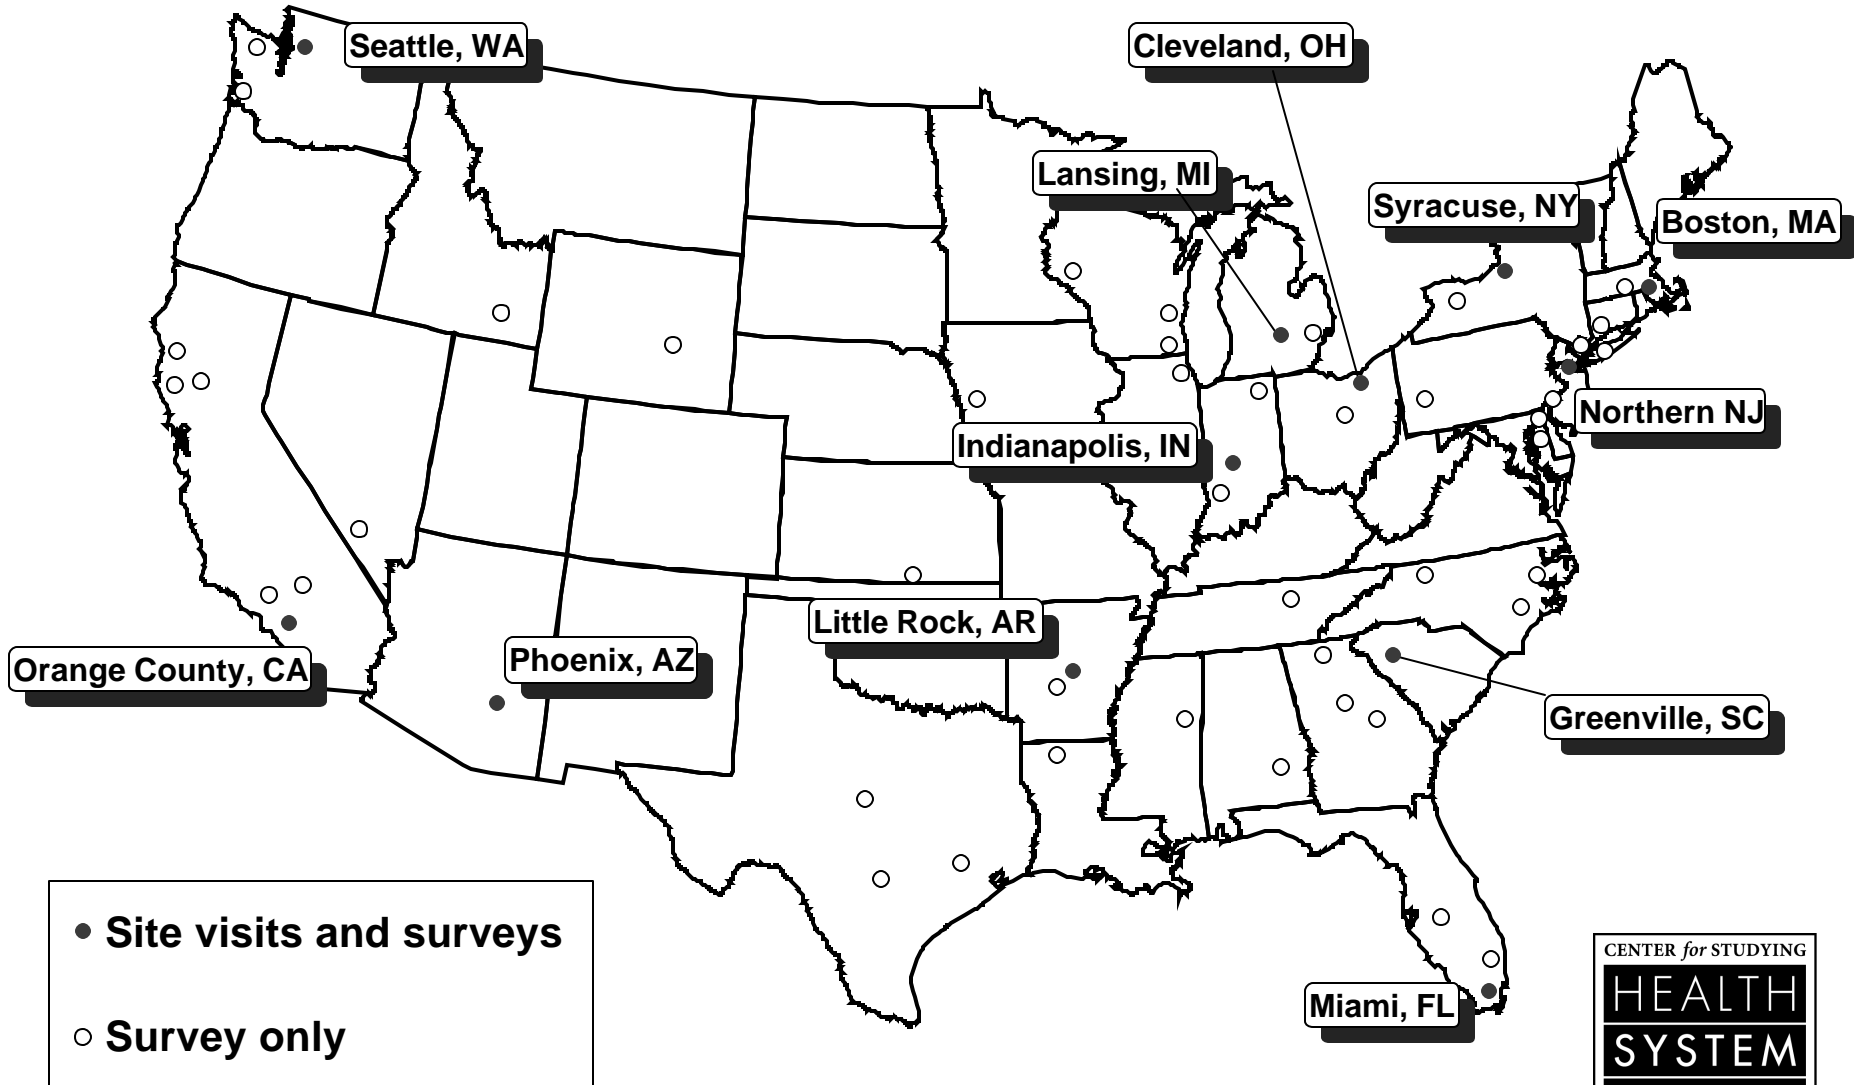 Seattle, WA
Cleveland, OH
Lansing, MI
Syracuse, NY
Boston, MA
Northern NJ
Indianapolis, IN
Little Rock, AR
Phoenix, AZ
Orange County, CA
Greenville, SC
Miami, FL
Site visits and surveys
Survey only
CENTER for STUDYING
HEALTH
SYSTEM